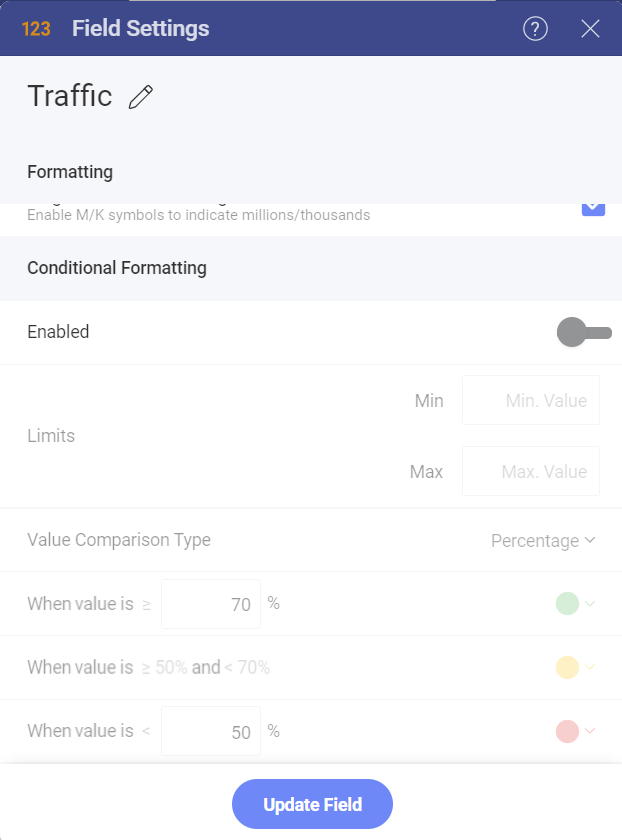 123 Field Settings
Traffic
Formatting
Enable M/K symbols to indicate millions/thousands
Conditional Formatting
Enabled
Limits
Min
Min. Value
Max
Max. Value
Value Comparison Type Percentage
When value is ≥ 70 %
When value is ≥ 50% and < 70%
When value is < 50 %
Update Field